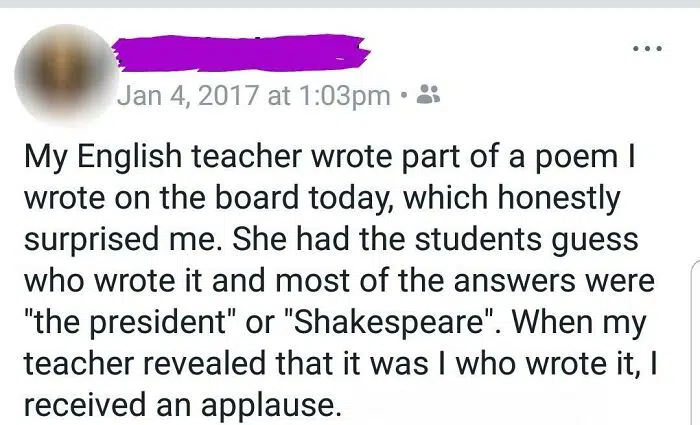 Jan 4, 2017 at 1:03pm •
My English teacher wrote part of a poem I
wrote on the board today, which honestly
surprised me. She had the students guess
who wrote it and most of the answers were
"the president" or "Shakespeare". When my
teacher revealed that it was I who wrote it, I
received an applause.